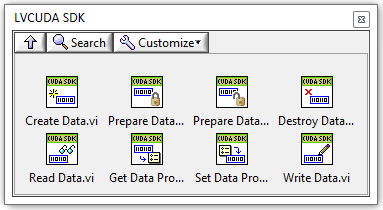 LVCUDA SDK
Search Customize
CUDA SDK CUDA SDK CUDA SDK CUDA SDK
Create Data.vi Prepare Data... Prepare Data... Destroy Data...
CUDA SDK CUDA SDK CUDA SDK CUDA SDK
Read Data.vi Get Data Pro... Set Data Pro... Write Data.vi